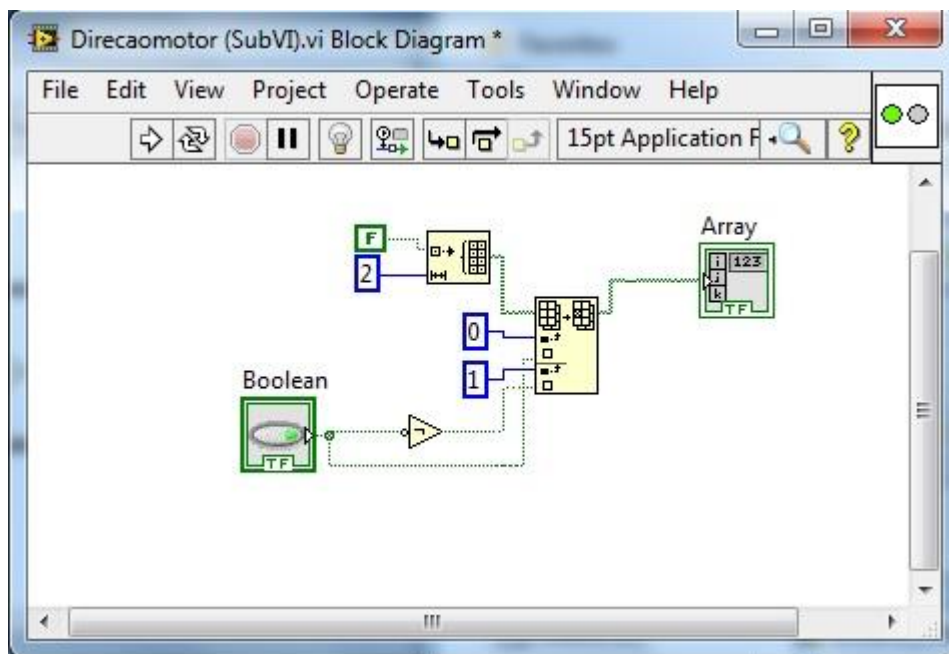 Direcaomotor (SubVI).vi Block Diagram *
File Edit View Project Operate Tools Window Help
15pt Application F
Array
F
2
i 123
j
k
TF
0
1
Boolean
TF